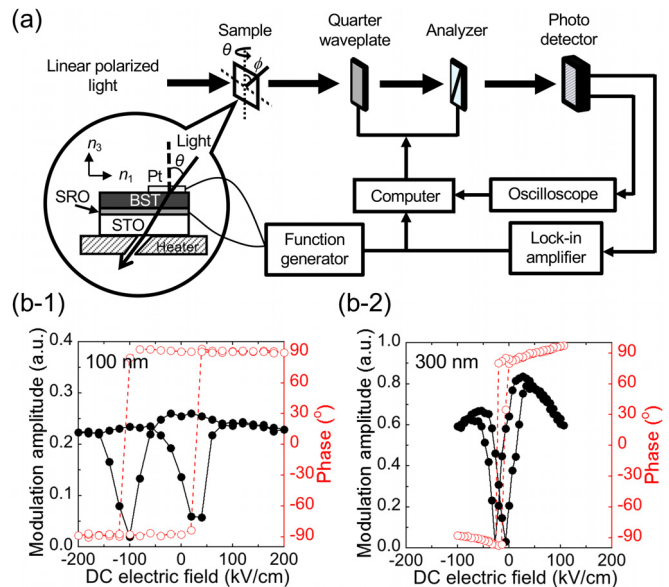 (a)
Sample
Quarter
waveplate
Analyzer
Photo
detector
θ
ϕ
Linear polarized
light
Light
n3
n1
θ
Pt
SRO
BST
STO
Heater
Computer
Oscilloscope
Function
generator
Lock-in
amplifier
(b-1)
(b-2)
100 nm
Modulation amplitude (a.u.)
0.4
0.3
0.2
0.1
0.0
90
60
30
0
-30
-60
-90
Phase (°)
-200 -100 0 100 200
DC electric field (kV/cm)
300 nm
Modulation amplitude (a.u.)
1.0
0.8
0.6
0.4
0.2
0.0
90
60
30
0
-30
-60
-90
Phase (°)
-200 -100 0 100 200
DC electric field (kV/cm)